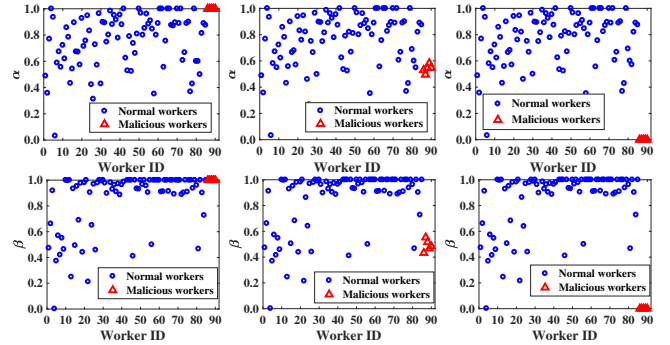 1.0 1.0 1.0
0.8 0.8 0.8
0.6 0.6 0.6
α α α
0.4 0.4 0.4
0.2 Normal workers 0.2 Normal workers 0.2 Normal workers
Malicious workers Malicious workers Malicious workers
0.0 0.0 0.0
0 10 20 30 40 50 60 70 80 90 0 10 20 30 40 50 60 70 80 90 0 10 20 30 40 50 60 70 80 90
Worker ID Worker ID Worker ID
1.0 1.0 1.0
0.8 0.8 0.8
0.6 0.6 0.6
β β β
0.4 0.4 0.4
0.2 Normal workers 0.2 Normal workers 0.2 Normal workers
Malicious workers Malicious workers Malicious workers
0.0 0.0 0.0
0 10 20 30 40 50 60 70 80 90 0 10 20 30 40 50 60 70 80 90 0 10 20 30 40 50 60 70 80 90
Worker ID Worker ID Worker ID